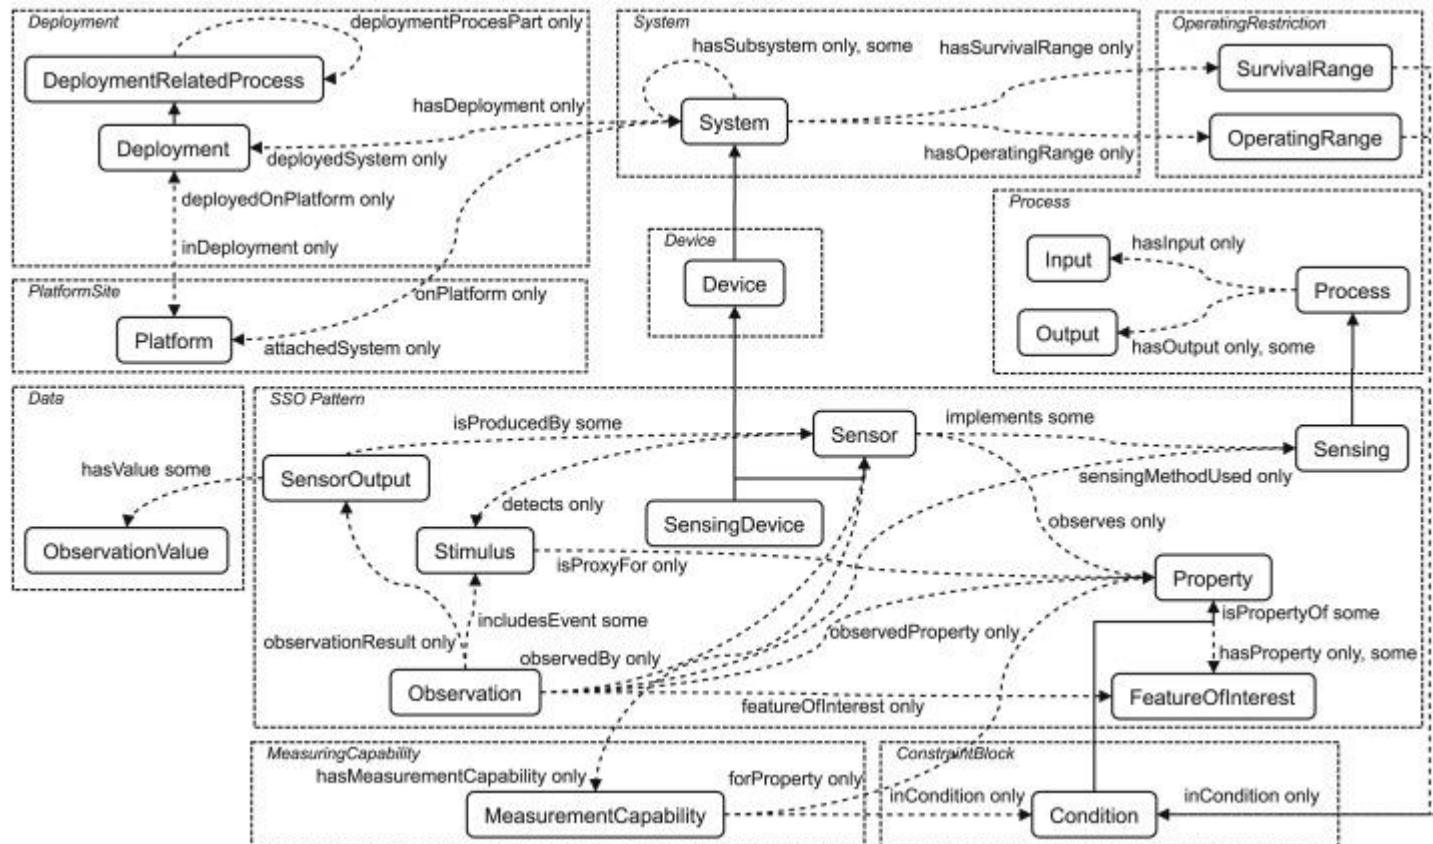 Deployment
deploymentProcesPart only
DeploymentRelatedProcess
hasDeployment only
Deployment
deployedSystem only
deployedOnPlatform only
inDeployment only
System
hasSubsystem only, some
hasSurvivalRange only
System
hasOperatingRange only
OperatingRestriction
SurvivalRange
OperatingRange
PlatformSite
onPlatform only
Platform
attachedSystem only
Device
Device
Process
hasInput only
Input
Process
Output
hasOutput only, some
Data
hasValue some
ObservationValue
SSO Pattern
isProducedBy some
Sensor
implements some
Sensing
SensorOutput
sensingMethodUsed only
detects only
SensingDevice
observes only
Stimulus
isProxyFor only
Property
isPropertyOf some
includesEvent some
observationResult only
observedBy only
observedProperty only
hasProperty only, some
Observation
featureOfInterest only
FeatureOfInterest
MeasuringCapability
hasMeasurementCapability only
forProperty only
MeasurementCapability
ConstraintBlock
inCondition only
Condition
inCondition only